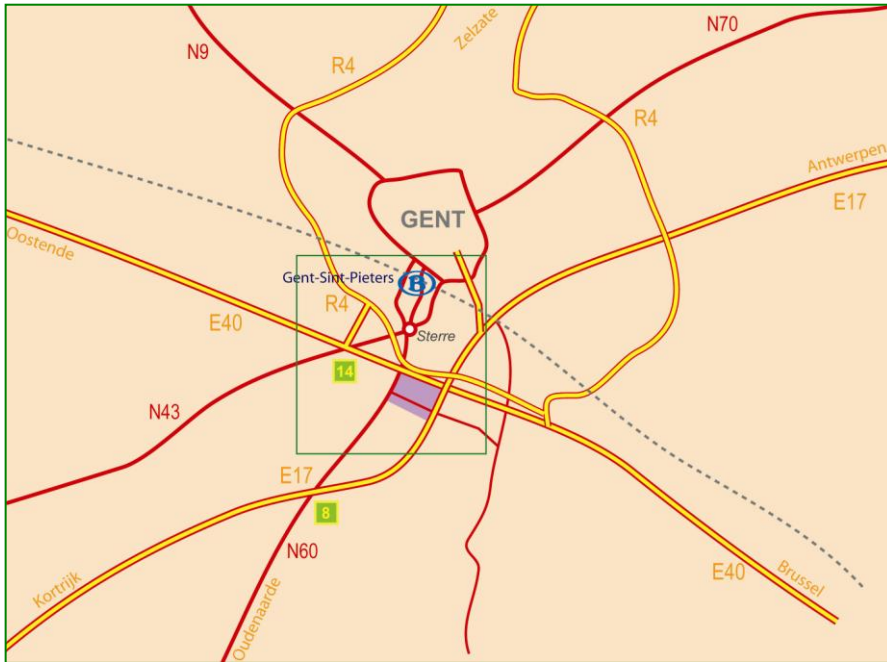 N9
R4
Zelzate
N70
R4
Antwerpen
E17
GENT
Oostende
Gent-Sint-Pieters
B
R4
E40
Sterre
14
N43
E17
8
N60
Kortrijk
Oudenaarde
E40
Brussel